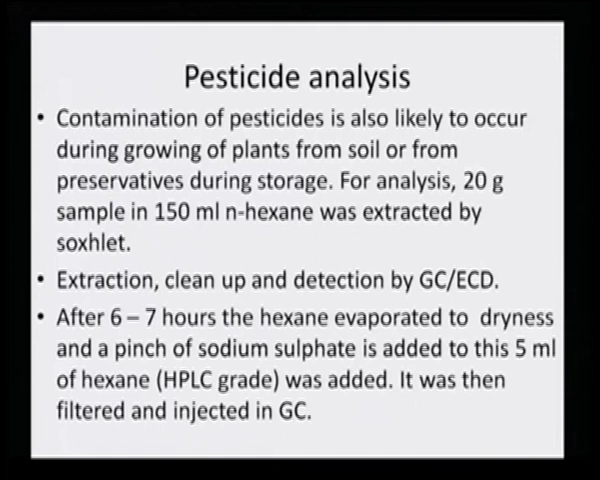 Pesticide analysis
• Contamination of pesticides is also likely to occur
during growing of plants from soil or from
preservatives during storage. For analysis, 20 g
sample in 150 ml n-hexane was extracted by
soxhlet.
• Extraction, clean up and detection by GC/ECD.
• After 6 – 7 hours the hexane evaporated to  dryness
and a pinch of sodium sulphate is added to this 5 ml
of hexane (HPLC grade) was added. It was then
filtered and injected in GC.